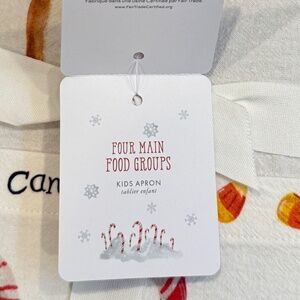 Fabriqué dans une usine Certified par Fair Trade.
www.FairTradeCertified.org
FOUR MAIN
FOOD GROUPS
KIDS APRON
tablier enfant
Can